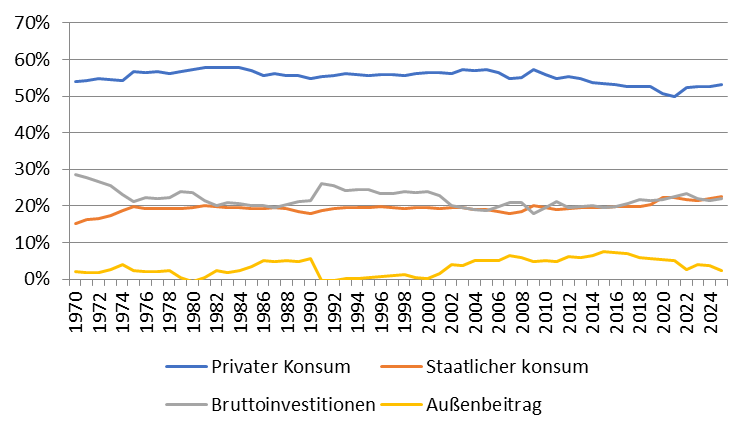 70%
60%
50%
40%
30%
20%
10%
0%
1970 1972 1974 1976 1978 1980 1982 1984 1986 1988 1990 1992 1994 1996 1998 2000 2002 2004 2006 2008 2010 2012 2014 2016 2018 2020 2022 2024
Privater Konsum Staatlicher konsum
Bruttoinvestitionen Außenbeitrag